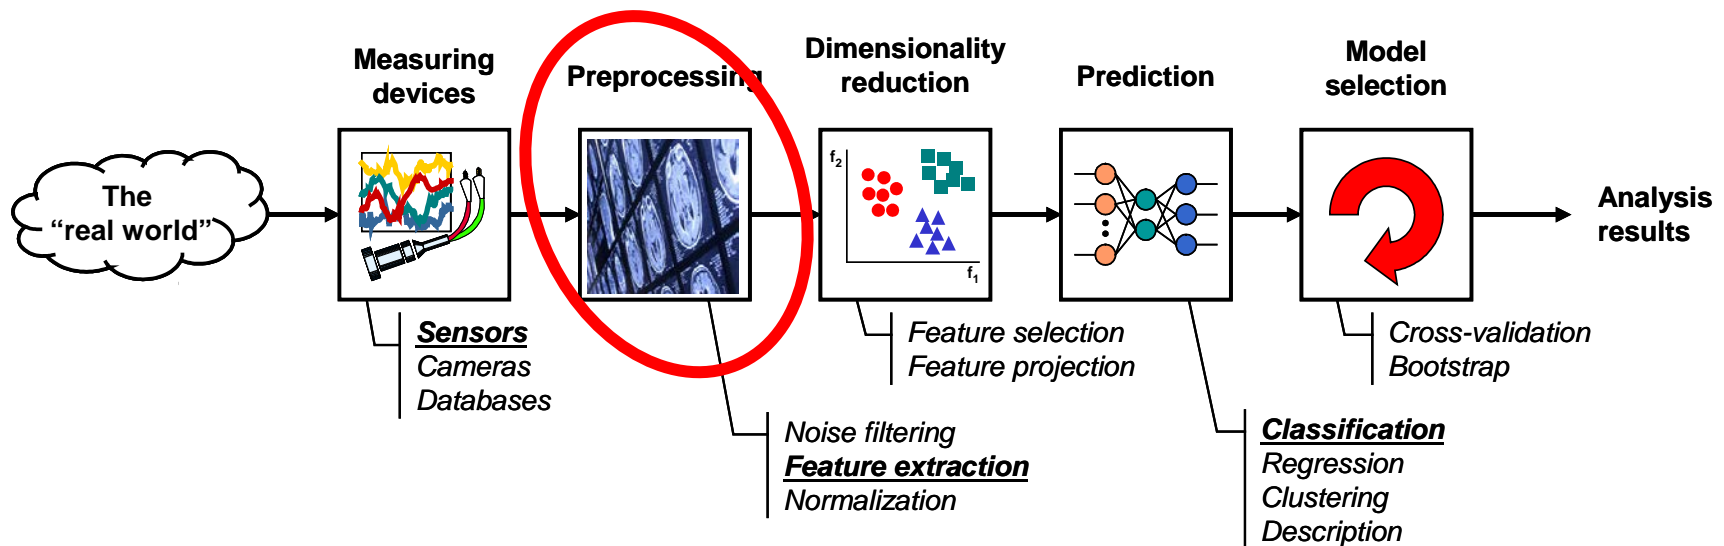 Measuring
devices
Preprocessing
Dimensionality
reduction
Prediction
Model
selection
The
“real world”
f2
f1
Analysis
results
Sensors
Cameras
Databases
Noise filtering
Feature extraction
Normalization
Feature selection
Feature projection
Classification
Regression
Clustering
Description
Cross-validation
Bootstrap